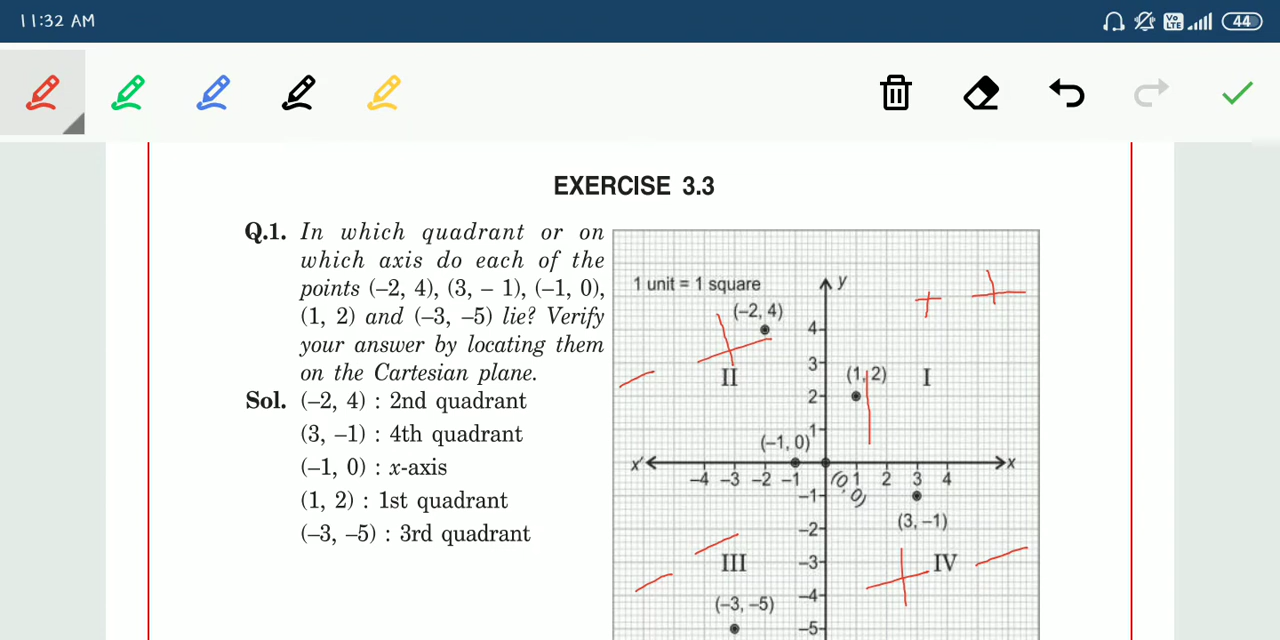 11:32 AM
Vo LTE
44
EXERCISE 3.3
Q.1. In which quadrant or on
which axis do each of the
points (–2, 4), (3, – 1), (–1, 0),
(1, 2) and (–3, –5) lie? Verify
your answer by locating them
on the Cartesian plane.
Sol. (–2, 4) : 2nd quadrant
(3, –1) : 4th quadrant
(–1, 0) : x-axis
(1, 2) : 1st quadrant
(–3, –5) : 3rd quadrant
1 unit = 1 square
y
(–2, 4)
+ +
4
– +
3
II
(1, 2)
I
2
1
(–1, 0)
x′
x
–4 –3 –2 –1 (0, 0) 1 2 3 4
–1
(3, –1)
–2
– –
III
–3
+ –
IV
–4
(–3, –5)
–5